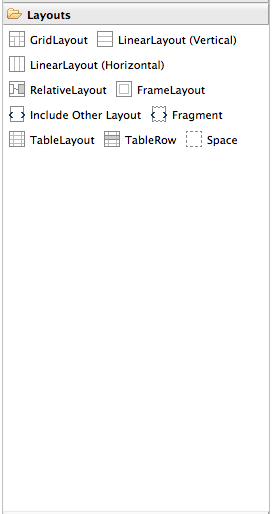 Layouts
GridLayout LinearLayout (Vertical)
LinearLayout (Horizontal)
RelativeLayout FrameLayout
Include Other Layout Fragment
TableLayout TableRow Space